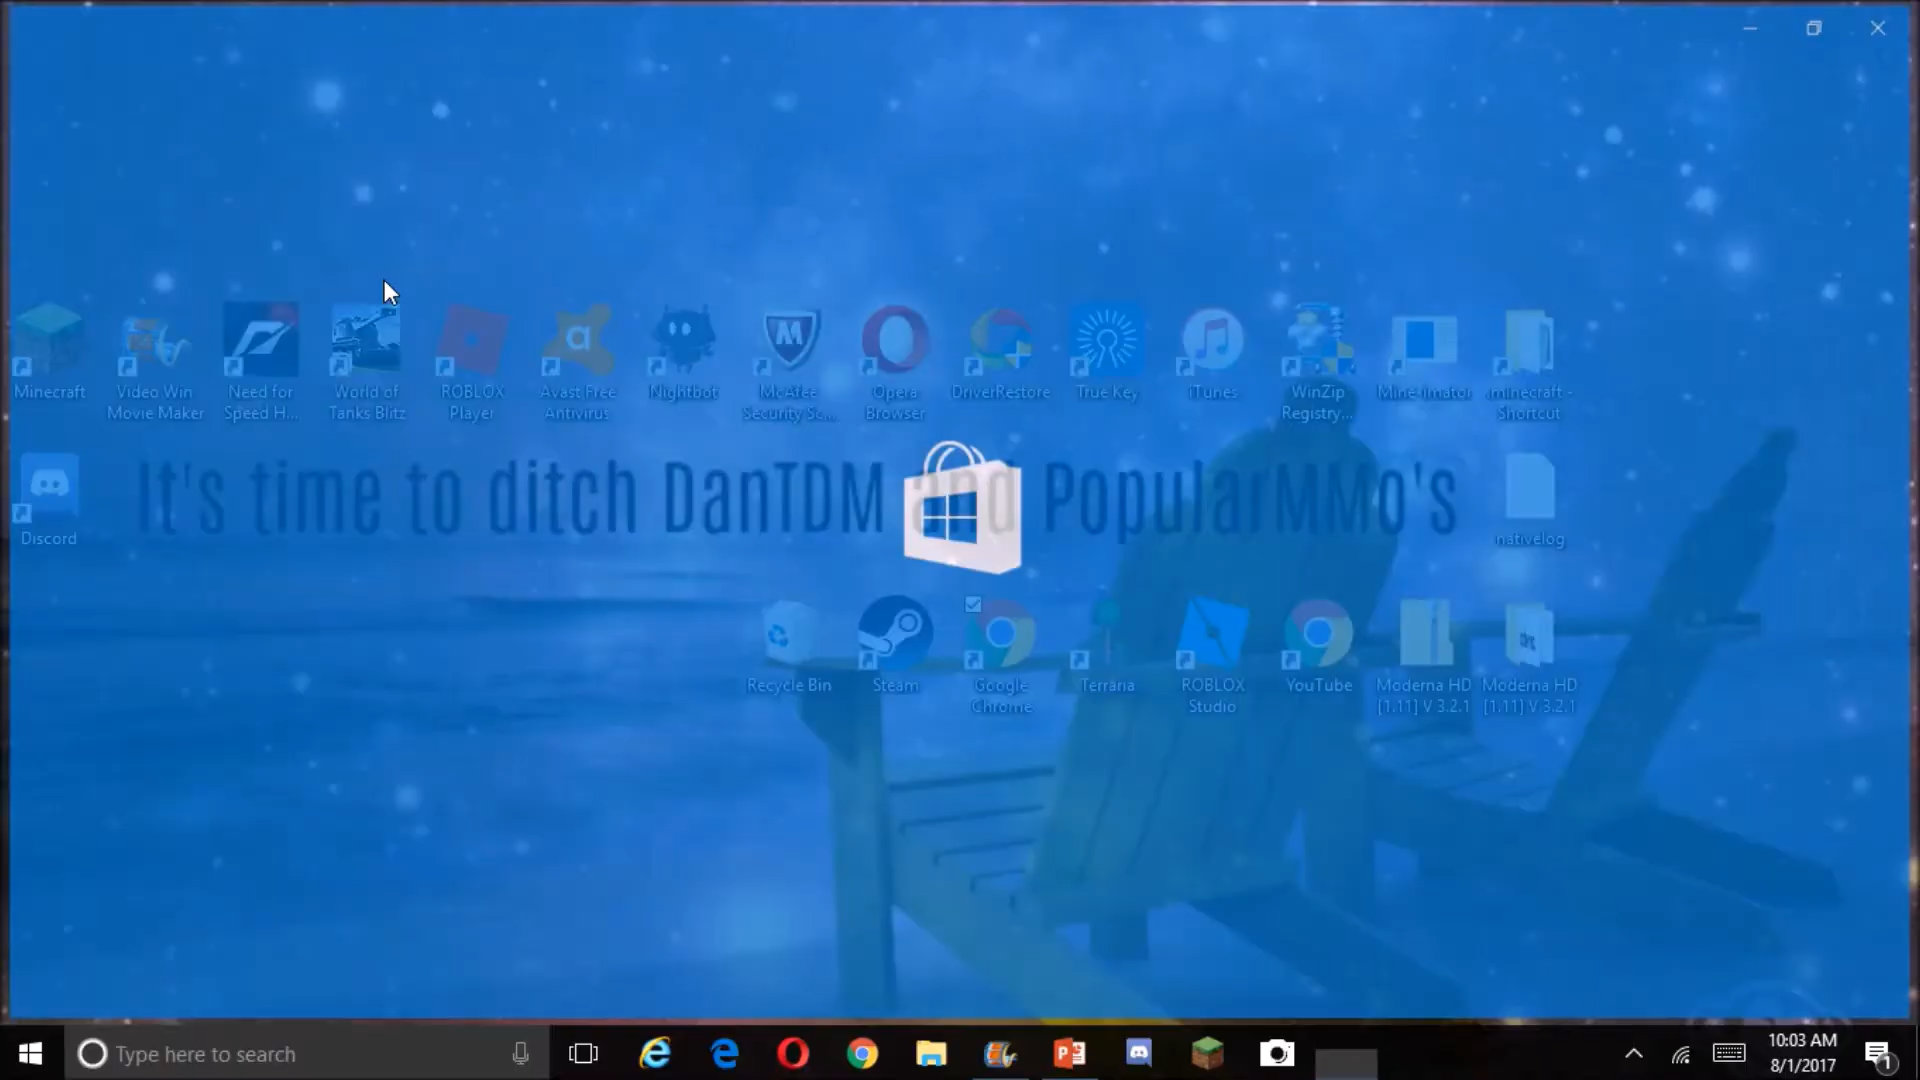 Minecraft
Video Win
Movie Maker
Need for
Speed H...
World of
Tanks Blitz
ROBLOX
Player
Avast Free
Antivirus
Nightbot
McAfee
Security Sc...
Opera
Browser
DriverRestore
True Key
iTunes
WinZip
Registry...
Mine-imator
.minecraft -
Shortcut
Discord
It's time to ditch DanTDM and PopularMMo's
nativelog
Recycle Bin
Steam
Google
Chrome
Terraria
ROBLOX
Studio
YouTube
Moderna HD
[1.11] V 3.2.1
Moderna HD
[1.11] V 3.2.1
Type here to search
10:03 AM
8/1/2017
1